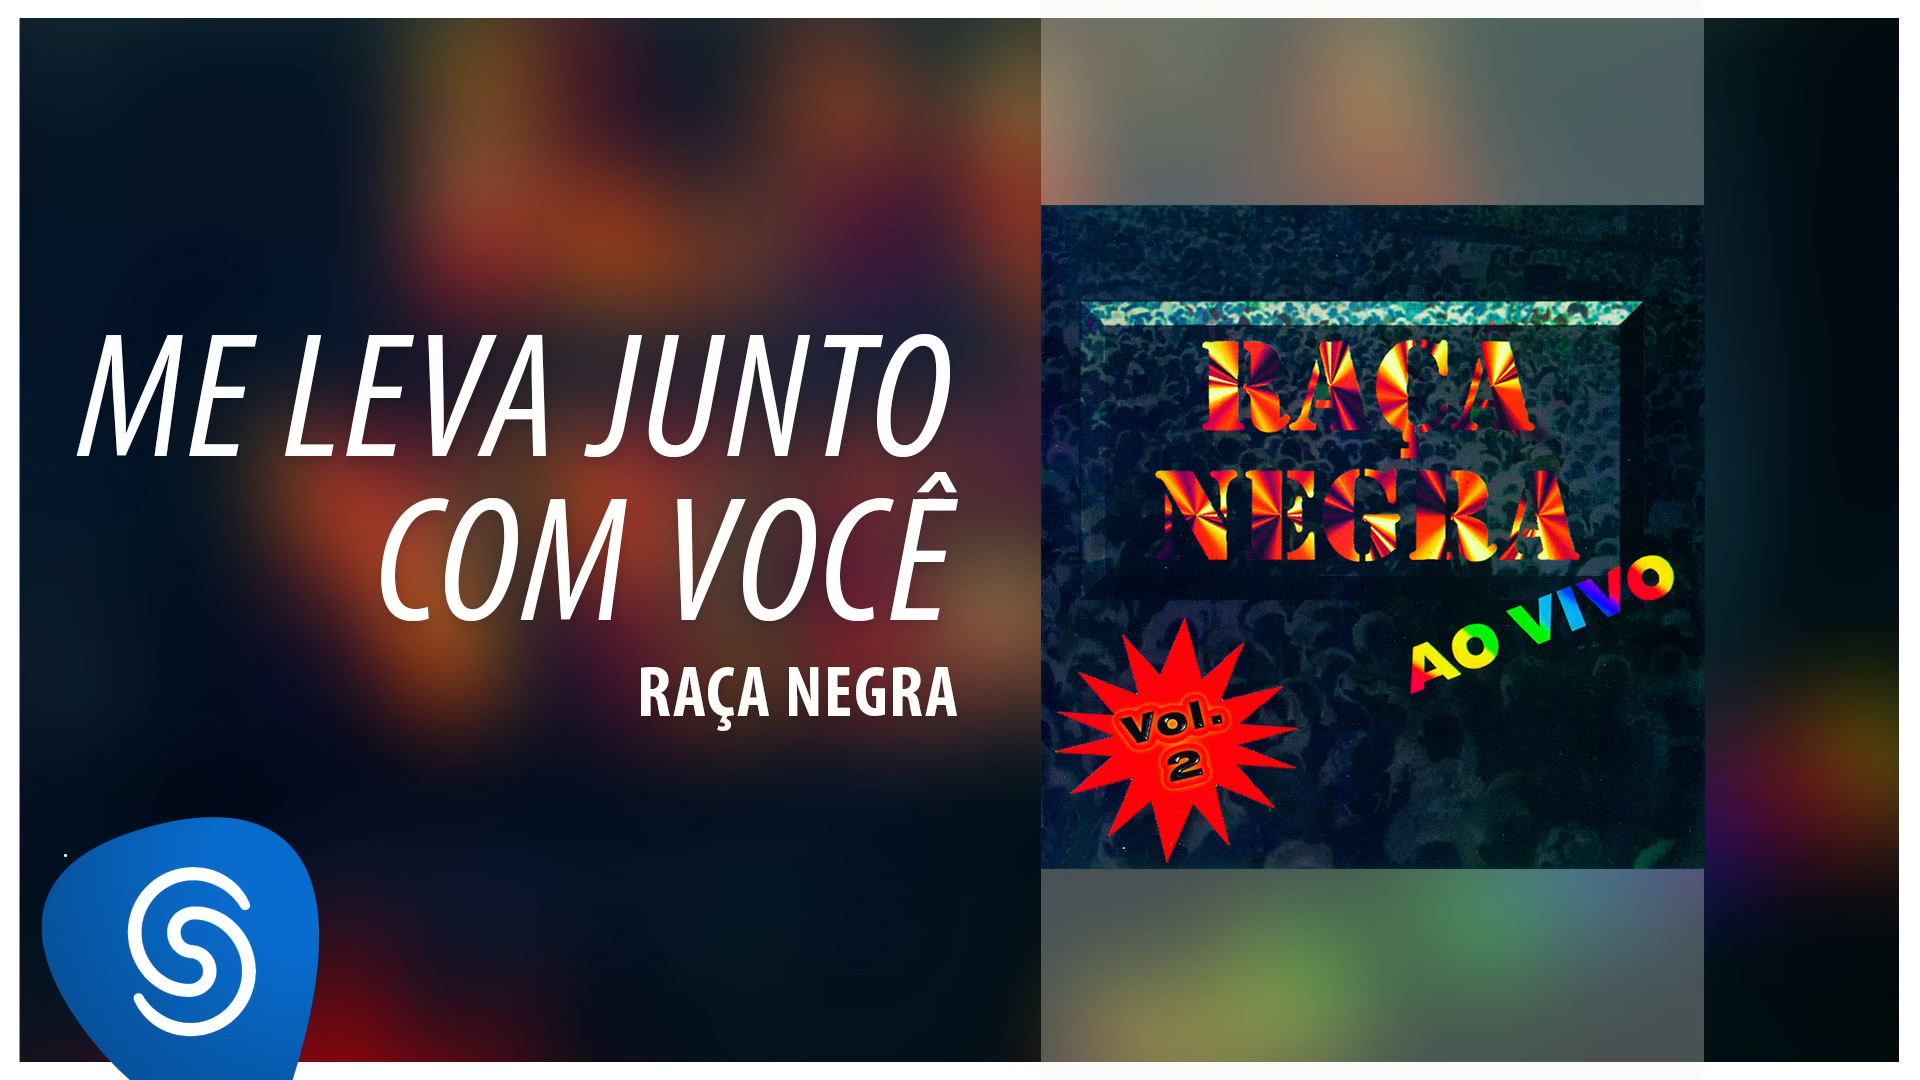 ME LEVA JUNTO
COM VOCÊ
RAÇA NEGRA
RAÇA
NEGRA
AO VIVO
Vol.
2